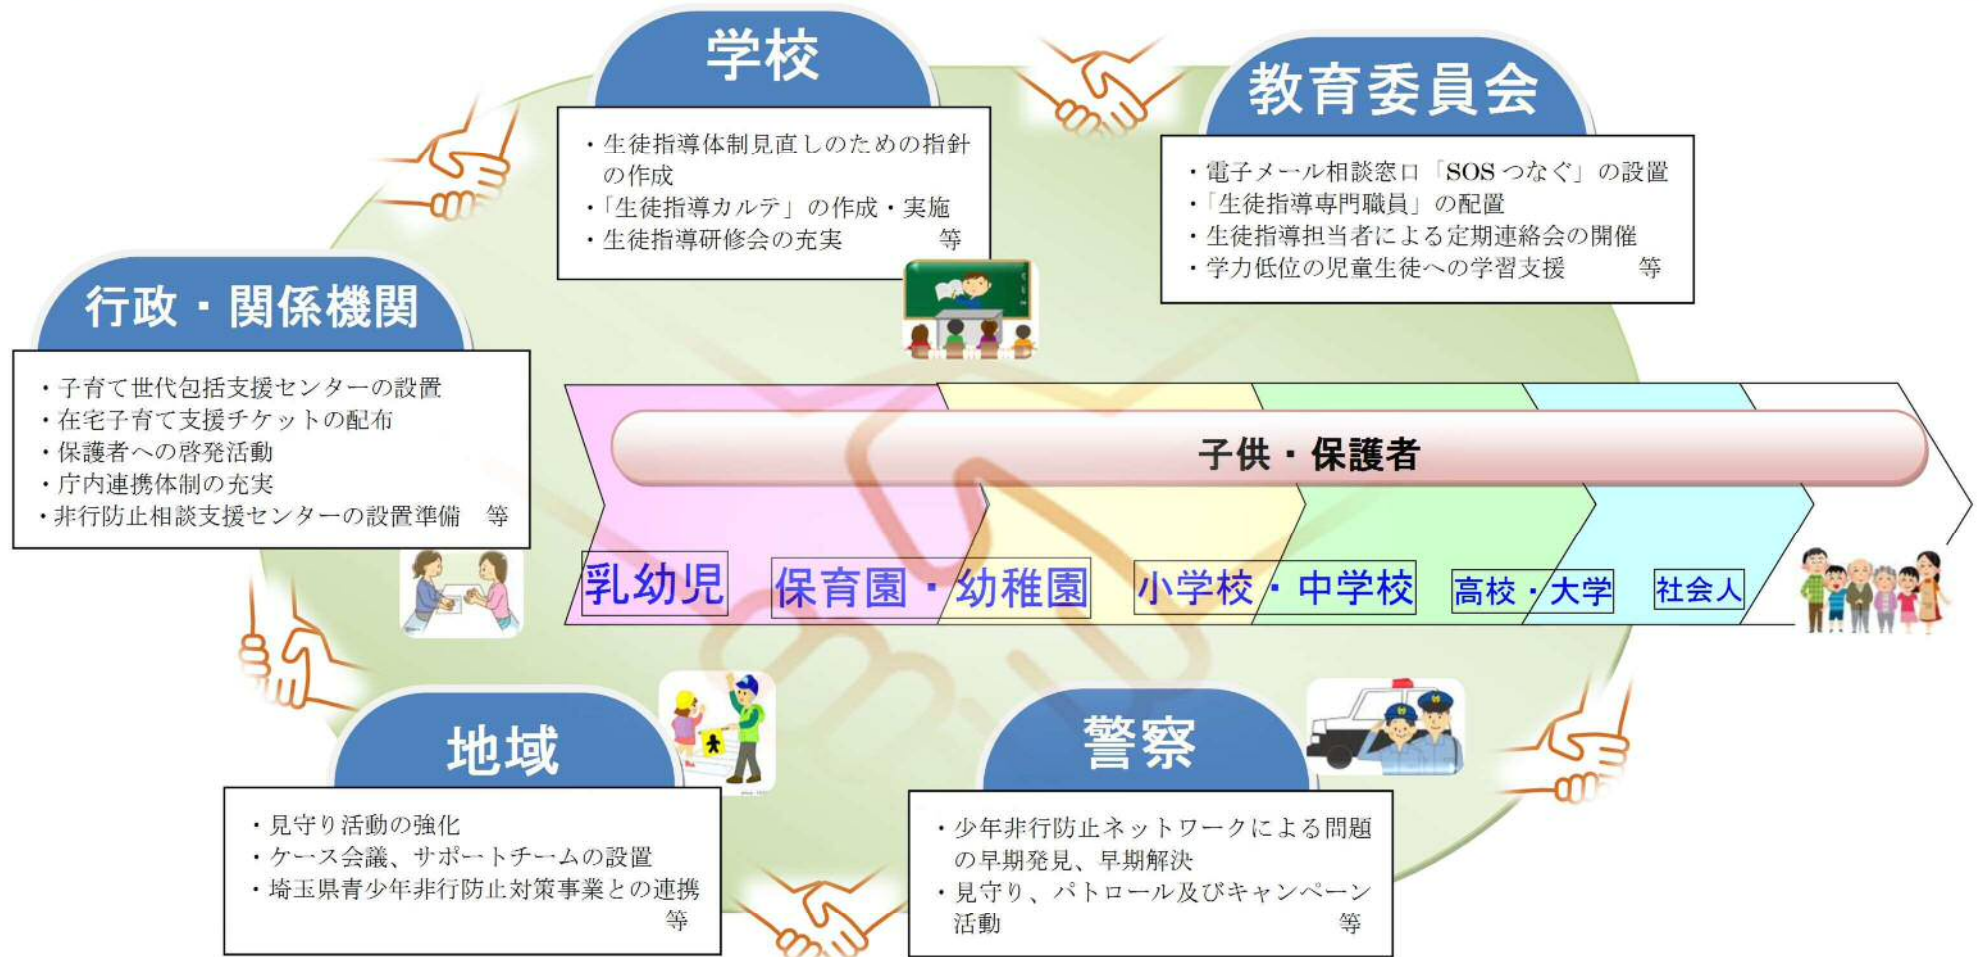 学校
・生徒指導体制見直しのための指針
の作成
・「生徒指導カルテ」の作成・実施
・生徒指導研修会の充実 等
教育委員会
・電子メール相談窓口「SOSつなぐ」の設置
・「生徒指導専門職員」の配置
・生徒指導担当者による定期連絡会の開催
・学力低位の児童生徒への学習支援 等
行政・関係機関
・子育て世代包括支援センターの設置
・在宅子育て支援チケットの配布
・保護者への啓発活動
・庁内連携体制の充実
・非行防止相談支援センターの設置準備 等
子供・保護者
乳幼児
保育園・幼稚園
小学校・中学校
高校・大学
社会人
地域
・見守り活動の強化
・ケース会議、サポートチームの設置
・埼玉県青少年非行防止対策事業との連携
等
警察
・少年非行防止ネットワークによる問題
の早期発見、早期解決
・見守り、パトロール及びキャンペーン
活動 等